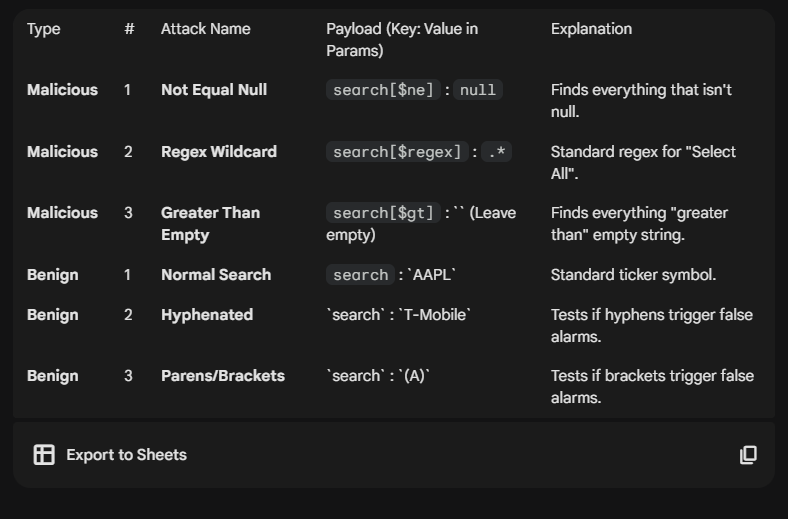 Type # Attack Name Payload (Key: Value in Params) Explanation
Malicious 1 Not Equal Null search[$ne] : null Finds everything that isn't null.
Malicious 2 Regex Wildcard search[$regex] : .* Standard regex for "Select All".
Malicious 3 Greater Than Empty search[$gt] : `` (Leave empty) Finds everything "greater than" empty string.
Benign 1 Normal Search search : `AAPL` Standard ticker symbol.
Benign 2 Hyphenated `search` : `T-Mobile` Tests if hyphens trigger false alarms.
Benign 3 Parens/Brackets `search` : `(A)` Tests if brackets trigger false alarms.
Export to Sheets